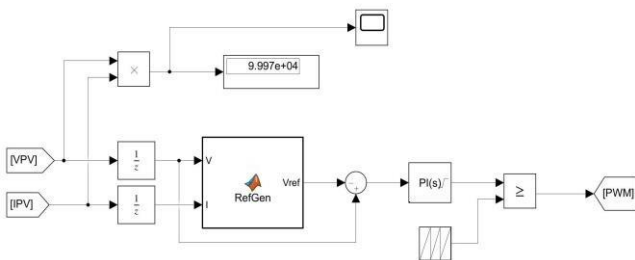 ×
9.997e+04
[VPV]
1
z
V
Vref
RefGen
I
[IPV]
1
z
−
+
PI(s)
≥
[PWM]